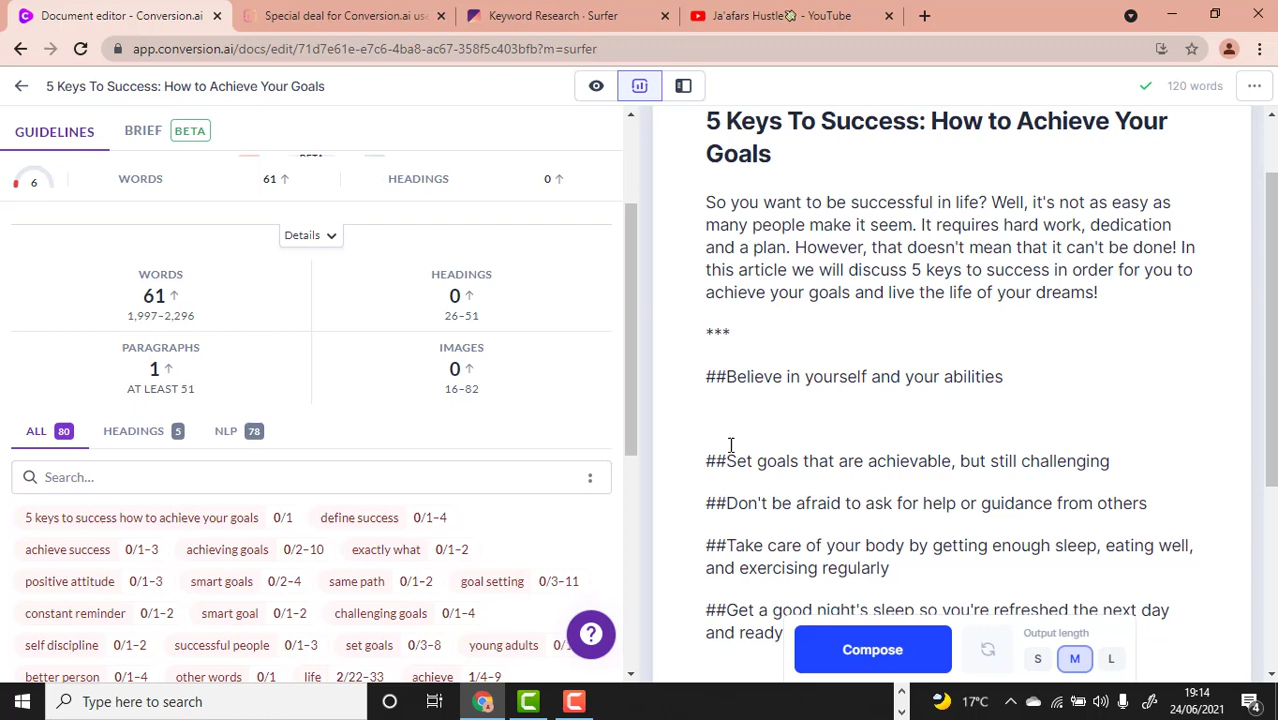 Document editor - Conversion.ai
Special deal for Conversion.ai use
Keyword Research · Surfer
Ja'afars Hustle - YouTube
app.conversion.ai/docs/edit/71d7e61e-e7c6-4ba8-ac67-358f5c403bfb?m=surfer
5 Keys To Success: How to Achieve Your Goals
120 words
GUIDELINES
BRIEF BETA
6
WORDS 61
HEADINGS 0
Details
WORDS
61
1,997–2,296
HEADINGS
0
26–51
PARAGRAPHS
1
AT LEAST 51
IMAGES
0
16–82
ALL 80 HEADINGS 5 NLP 78
Search...
5 keys to success how to achieve your goals 0/1 define success 0/1–4
achieve success 0/1–3 achieving goals 0/2–10 exactly what 0/1–2
positive attitude 0/1–3 smart goals 0/2–4 same path 0/1–2 goal setting 0/3–11
constant reminder 0/1–2 smart goal 0/1–2 challenging goals 0/1–4
self discipline 0/1–2 successful people 0/1–3 set goals 0/3–8 young adults
better person 0/1–4 other words 0/1 life 2/22–33 achieve 1/4–9
5 Keys To Success: How to Achieve Your
Goals
So you want to be successful in life? Well, it's not as easy as
many people make it seem. It requires hard work, dedication
and a plan. However, that doesn't mean that it can't be done! In
this article we will discuss 5 keys to success in order for you to
achieve your goals and live the life of your dreams!
***
##Believe in yourself and your abilities
##Set goals that are achievable, but still challenging
##Don't be afraid to ask for help or guidance from others
##Take care of your body by getting enough sleep, eating well,
and exercising regularly
##Get a good night's sleep so you're refreshed the next day
and ready
Compose
Output length
S M L
Type here to search
17°C
19:14
24/06/2021
4